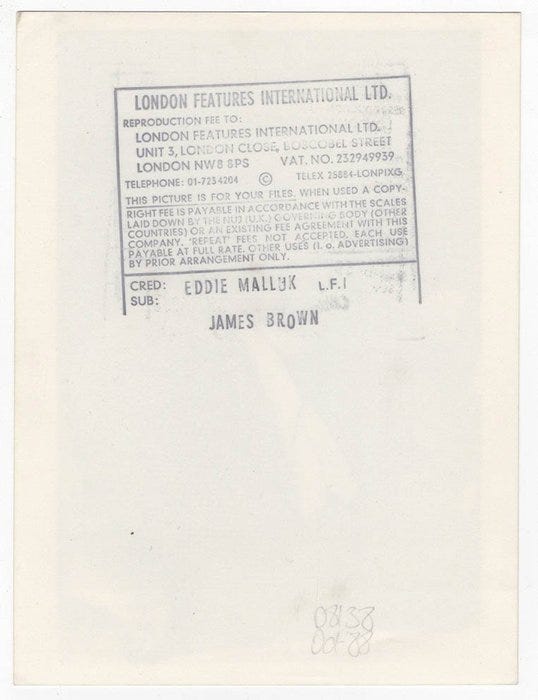 LONDON FEATURES INTERNATIONAL LTD.
REPRODUCTION FEE TO:
LONDON FEATURES INTERNATIONAL LTD.
UNIT 3, LONDON CLOSE, BOSCOBEL STREET
LONDON NW8 8PS VAT. NO. 232949939
TELEPHONE: 01-723 4204 © TELEX 25884-LONPIXG
THIS PICTURE IS FOR YOUR FILES. WHEN USED A COPY-
RIGHT FEE IS PAYABLE IN ACCORDANCE WITH THE SCALES
LAID DOWN BY THE NUJ (U.K.) GOVERNING BODY (OTHER
COUNTRIES) OR AN EXISTING FEE AGREEMENT WITH THIS
COMPANY. 'REPEAT' FEES NOT ACCEPTED. EACH USE
PAYABLE AT FULL RATE. OTHER USES (I. e. ADVERTISING)
BY PRIOR ARRANGEMENT ONLY.
CRED: EDDIE MALLUK L.F.I
SUB:
JAMES BROWN